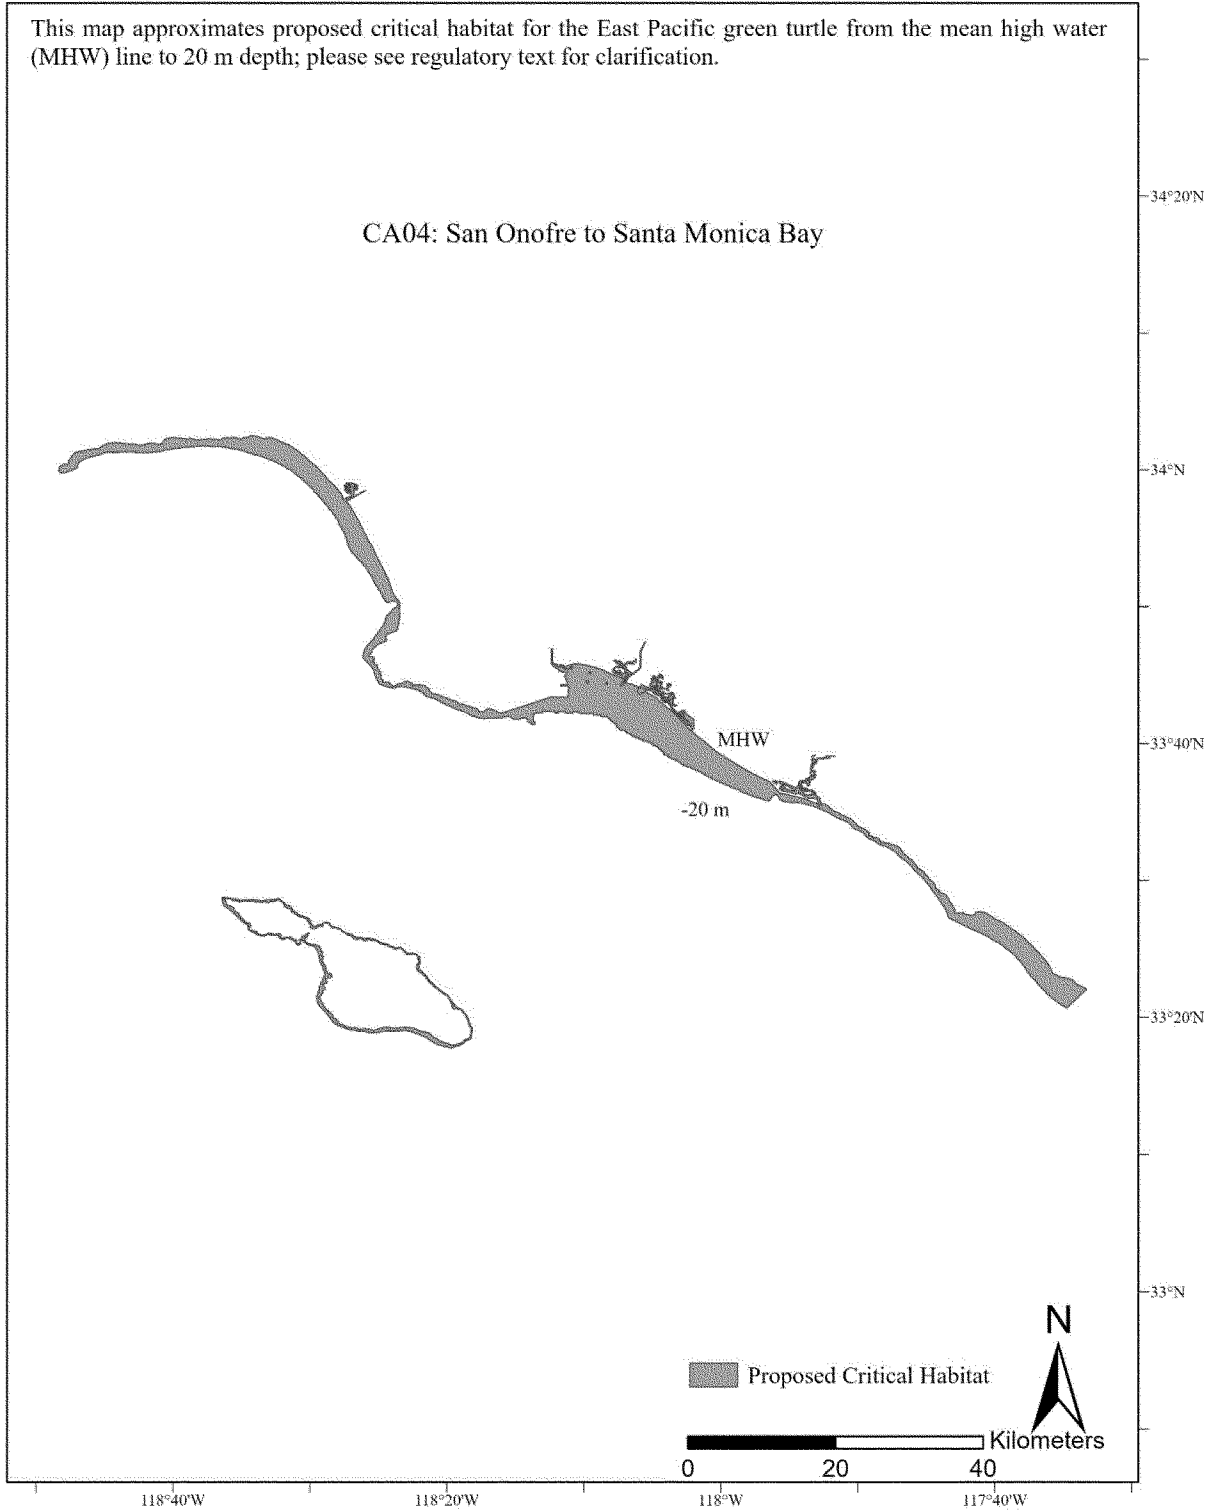 This map approximates proposed critical habitat for the East Pacific green turtle from the mean high water
(MHW) line to 20 m depth; please see regulatory text for clarification.
34°20'N
CA04: San Onofre to Santa Monica Bay
34°N
MHW
33°40'N
-20 m
33°20'N
33°N
N
Proposed Critical Habitat
Kilometers
0 20 40
118°40'W 118°20'W 118°W 117°40'W